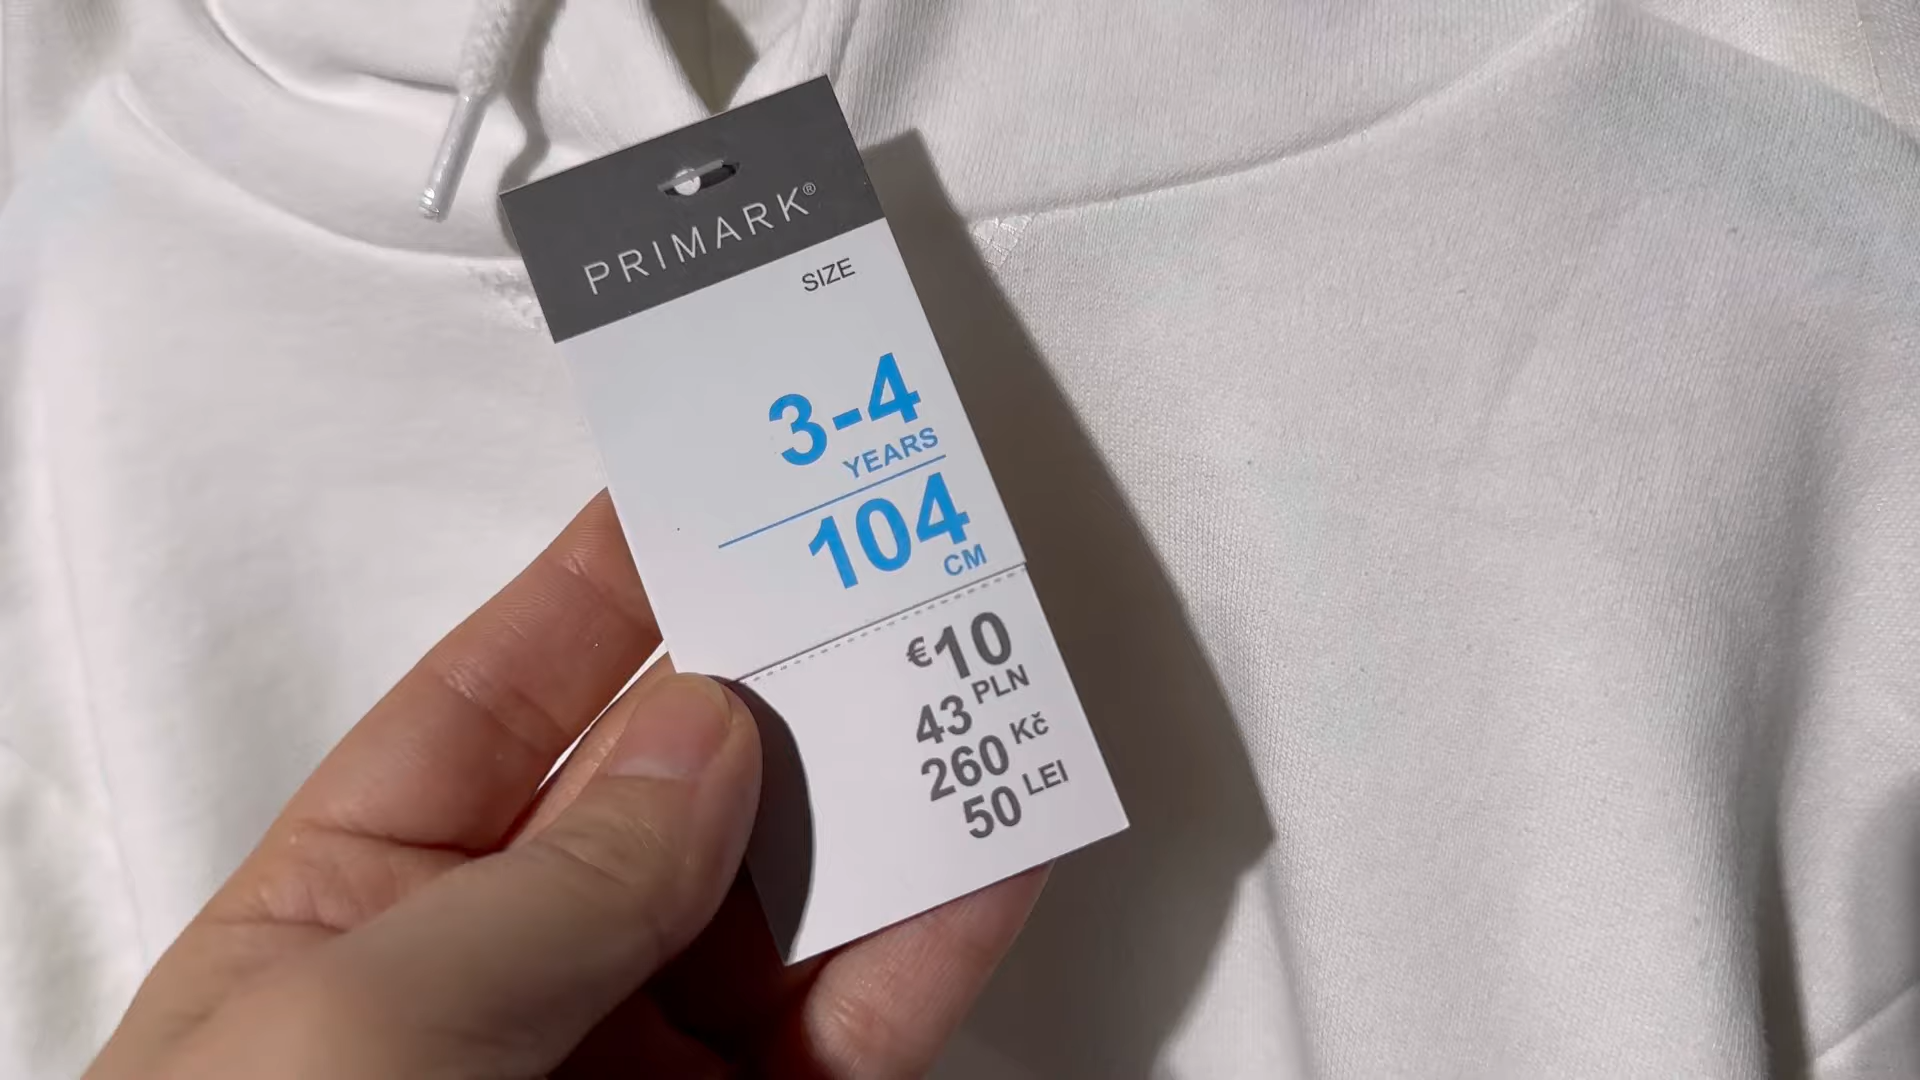 PRIMARK®
SIZE
3-4
YEARS
104
CM
€10
43 PLN
260 Kč
50 LEI